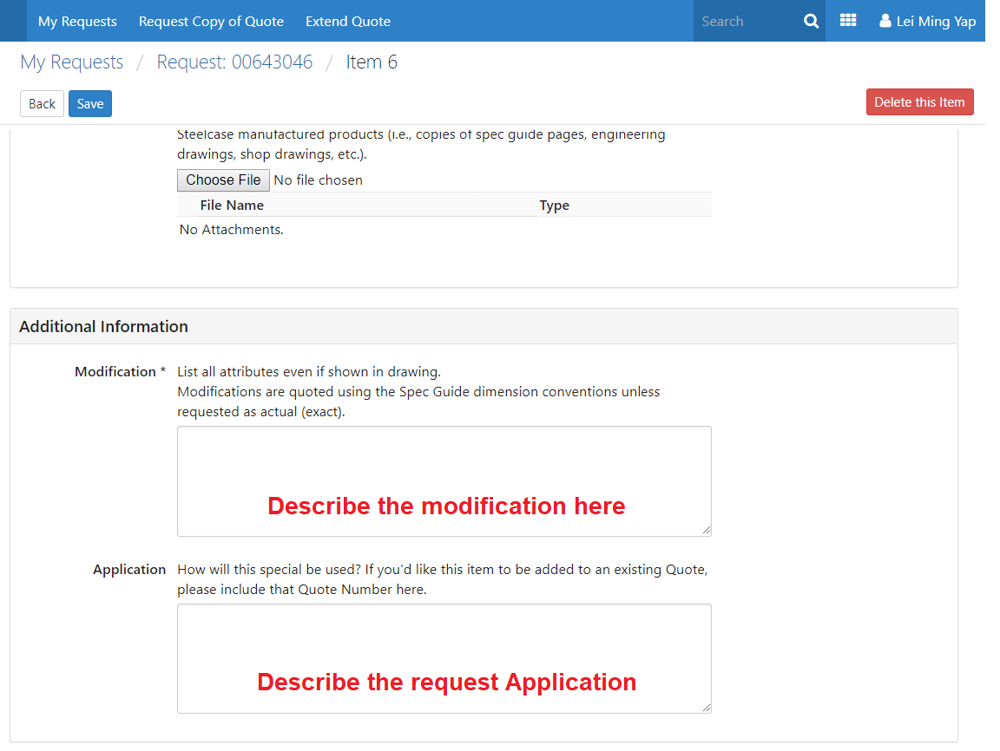 My Requests Request Copy of Quote Extend Quote Search Lei Ming Yap
My Requests / Request: 00643046 / Item 6
Back Save Delete this Item
Steelcase manufactured products (i.e., copies of spec guide pages, engineering
drawings, shop drawings, etc.).
Choose File No file chosen
File Name Type
No Attachments.
Additional Information
Modification * List all attributes even if shown in drawing.
Modifications are quoted using the Spec Guide dimension conventions unless
requested as actual (exact).
Describe the modification here
Application How will this special be used? If you'd like this item to be added to an existing Quote,
please include that Quote Number here.
Describe the request Application